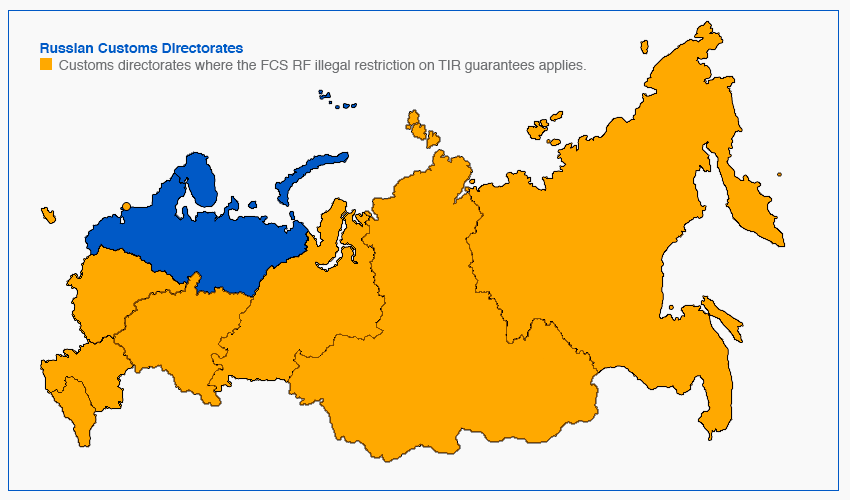 Russian Customs Directorates
Customs directorates where the FCS RF illegal restriction on TIR guarantees applies.